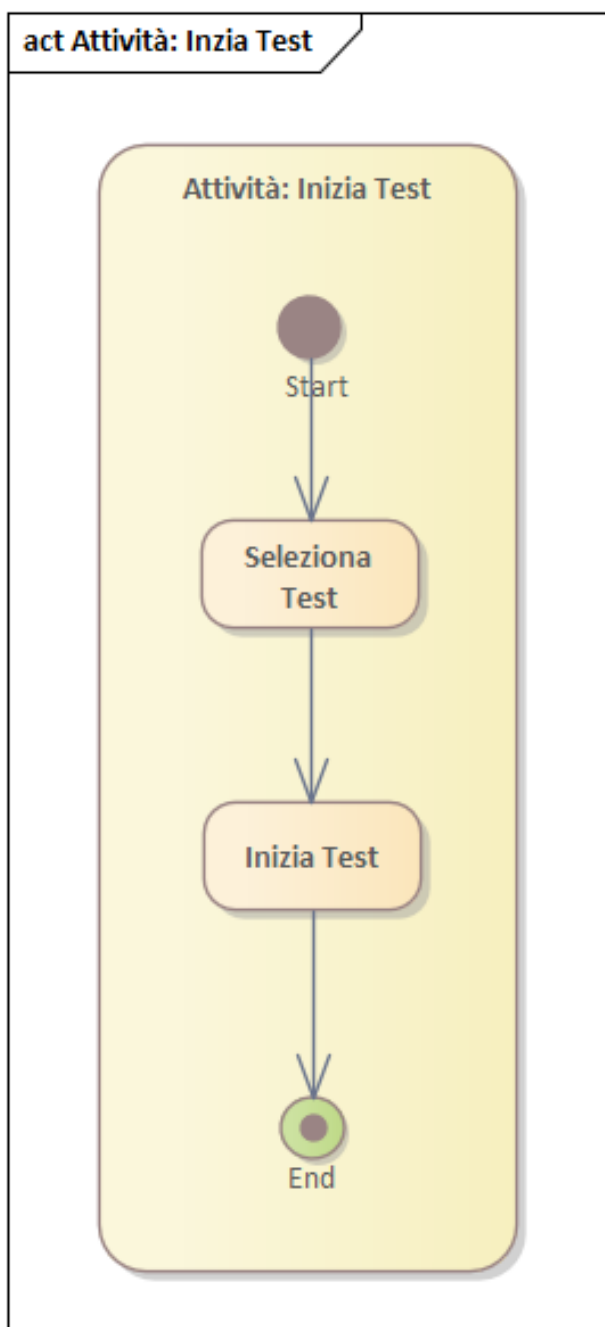 act Attività: Inzia Test
Attività: Inizia Test
Start
Seleziona
Test
Inizia Test
End